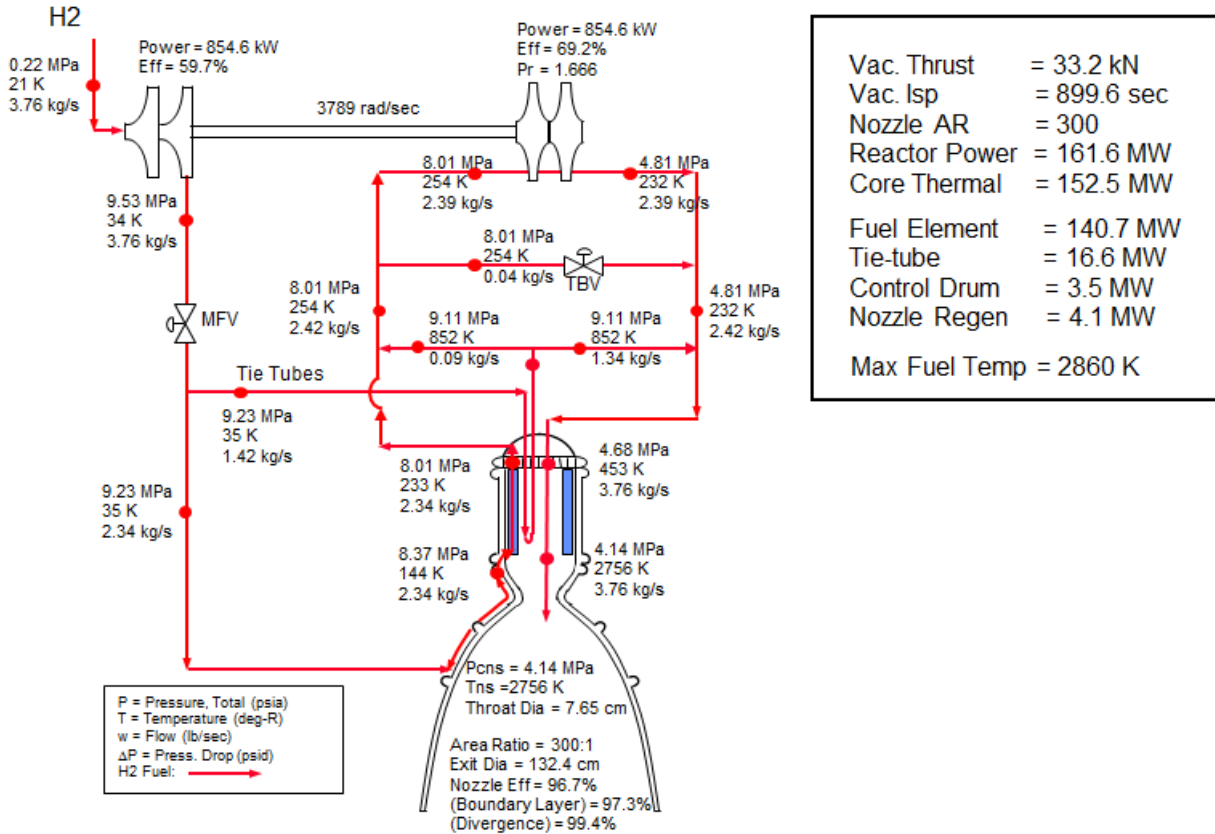 H2
0.22 MPa
21 K
3.76 kg/s
Power = 854.6 kW
Eff = 59.7%
3789 rad/sec
Power = 854.6 kW
Eff = 69.2%
Pr = 1.666
9.53 MPa
34 K
3.76 kg/s
8.01 MPa
254 K
2.39 kg/s
4.81 MPa
232 K
2.39 kg/s
8.01 MPa
254 K
0.04 kg/s
TBV
8.01 MPa
254 K
2.42 kg/s
4.81 MPa
232 K
2.42 kg/s
MFV
9.11 MPa
852 K
0.09 kg/s
9.11 MPa
852 K
1.34 kg/s
Tie Tubes
9.23 MPa
35 K
1.42 kg/s
9.23 MPa
35 K
2.34 kg/s
8.01 MPa
233 K
2.34 kg/s
4.68 MPa
453 K
3.76 kg/s
8.37 MPa
144 K
2.34 kg/s
4.14 MPa
2756 K
3.76 kg/s
Pcns = 4.14 MPa
Tns =2756 K
Throat Dia = 7.65 cm
Area Ratio = 300:1
Exit Dia = 132.4 cm
Nozzle Eff = 96.7%
(Boundary Layer) = 97.3%
(Divergence) = 99.4%
P = Pressure, Total (psia)
T = Temperature (deg-R)
w = Flow (lb/sec)
ΔP = Press. Drop (psid)
H2 Fuel:
Vac. Thrust = 33.2 kN
Vac. Isp = 899.6 sec
Nozzle AR = 300
Reactor Power = 161.6 MW
Core Thermal = 152.5 MW
Fuel Element = 140.7 MW
Tie-tube = 16.6 MW
Control Drum = 3.5 MW
Nozzle Regen = 4.1 MW
Max Fuel Temp = 2860 K